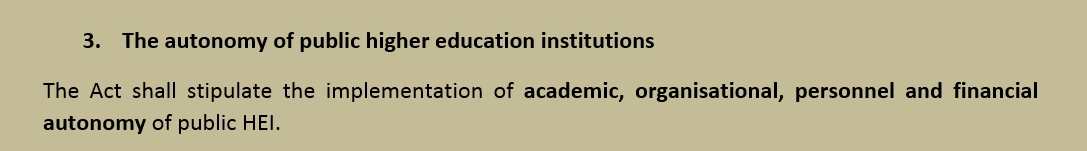 3. The autonomy of public higher education institutions
The Act shall stipulate the implementation of academic, organisational, personnel and financial
autonomy of public HEI.